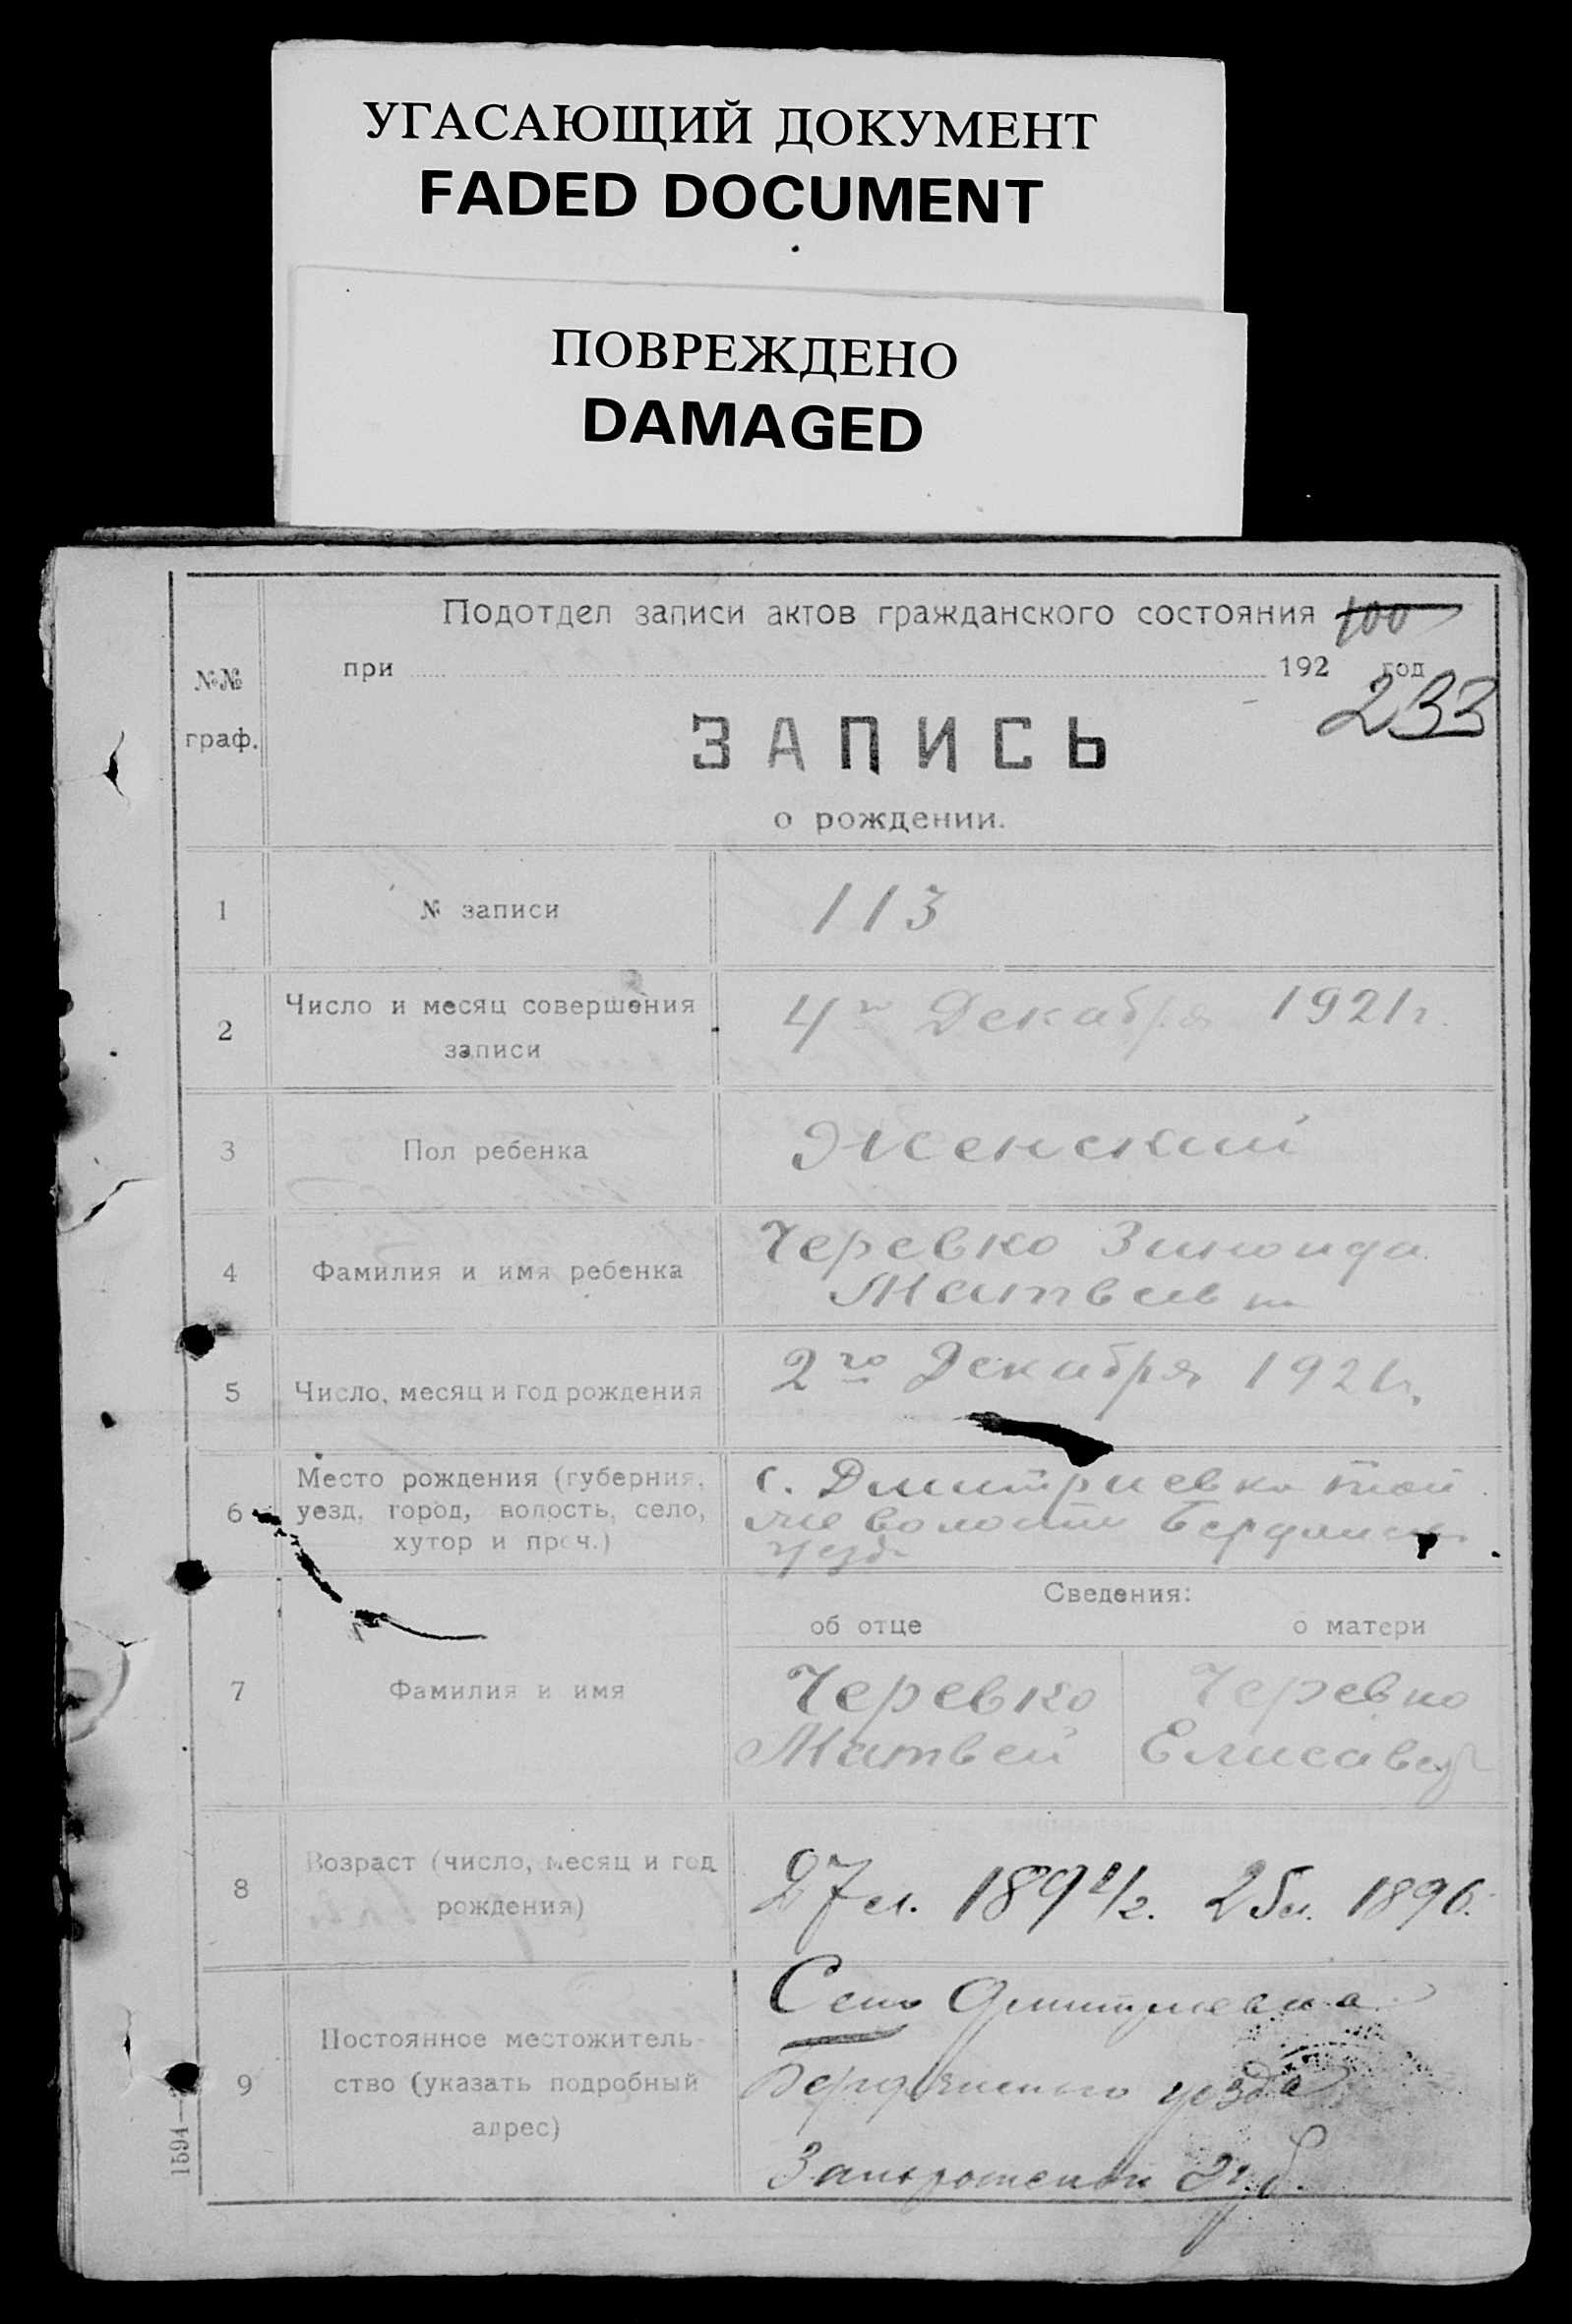 УГАСАЮЩИЙ ДОКУМЕНТ
FADED DOCUMENT
ПОВРЕЖДЕНО
DAMAGED
Подотдел записи актов гражданского состояния 100
при 192 год
233
№№
граф.
ЗАПИСЬ
о рождении.
1 № записи 113
2 Число и месяц совершения
записи
4го Декабря 1921г.
3 Пол ребенка Женский
4 Фамилия и имя ребенка
Черевко Зинаида
Матвеев
5 Число, месяц и год рождения 2го Декабря 1921г.
6 Место рождения (губерния,
уезд, город, волость, село,
хутор и проч.)
с. Дмитриевка той
же волости Бердянск
уезд
Сведения:
об отце о матери
7 Фамилия и имя
Черевко
Матвей
Черевко
Елисавет
8 Возраст (число, месяц и год
рождения)
27 л. 25 л. 1896.
9 Постоянное местожитель-
ство (указать подробный
адрес)
Село Дмитриевка
Бердянского уезда
Запорожской Губ.
1594—